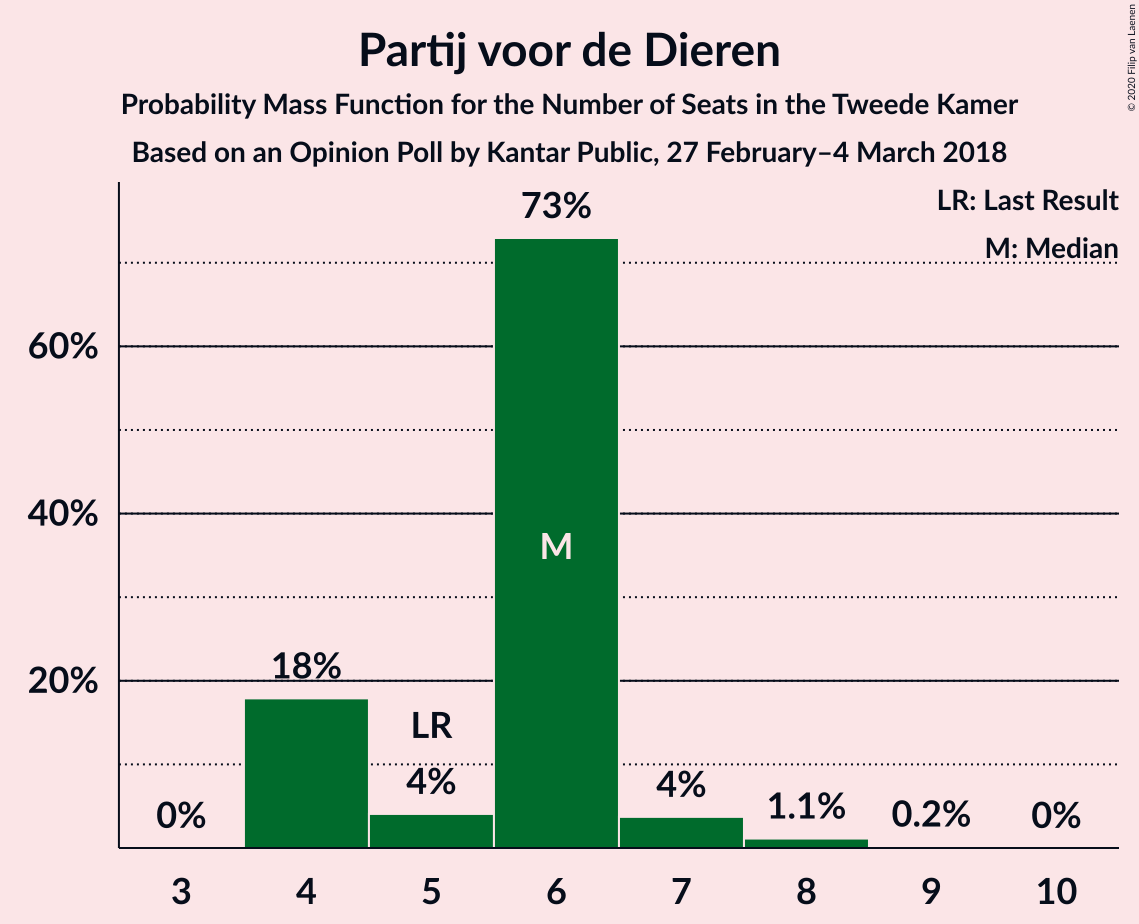 Partij voor de Dieren
Probability Mass Function for the Number of Seats in the Tweede Kamer
Based on an Opinion Poll by Kantar Public, 27 February–4 March 2018
© 2020 Filip van Laenen
LR: Last Result
M: Median
73%
60%
40%
M
18%
20%
LR
0%
4%
4%
1.1%
0.2%
0%
3 4 5 6 7 8 9 10